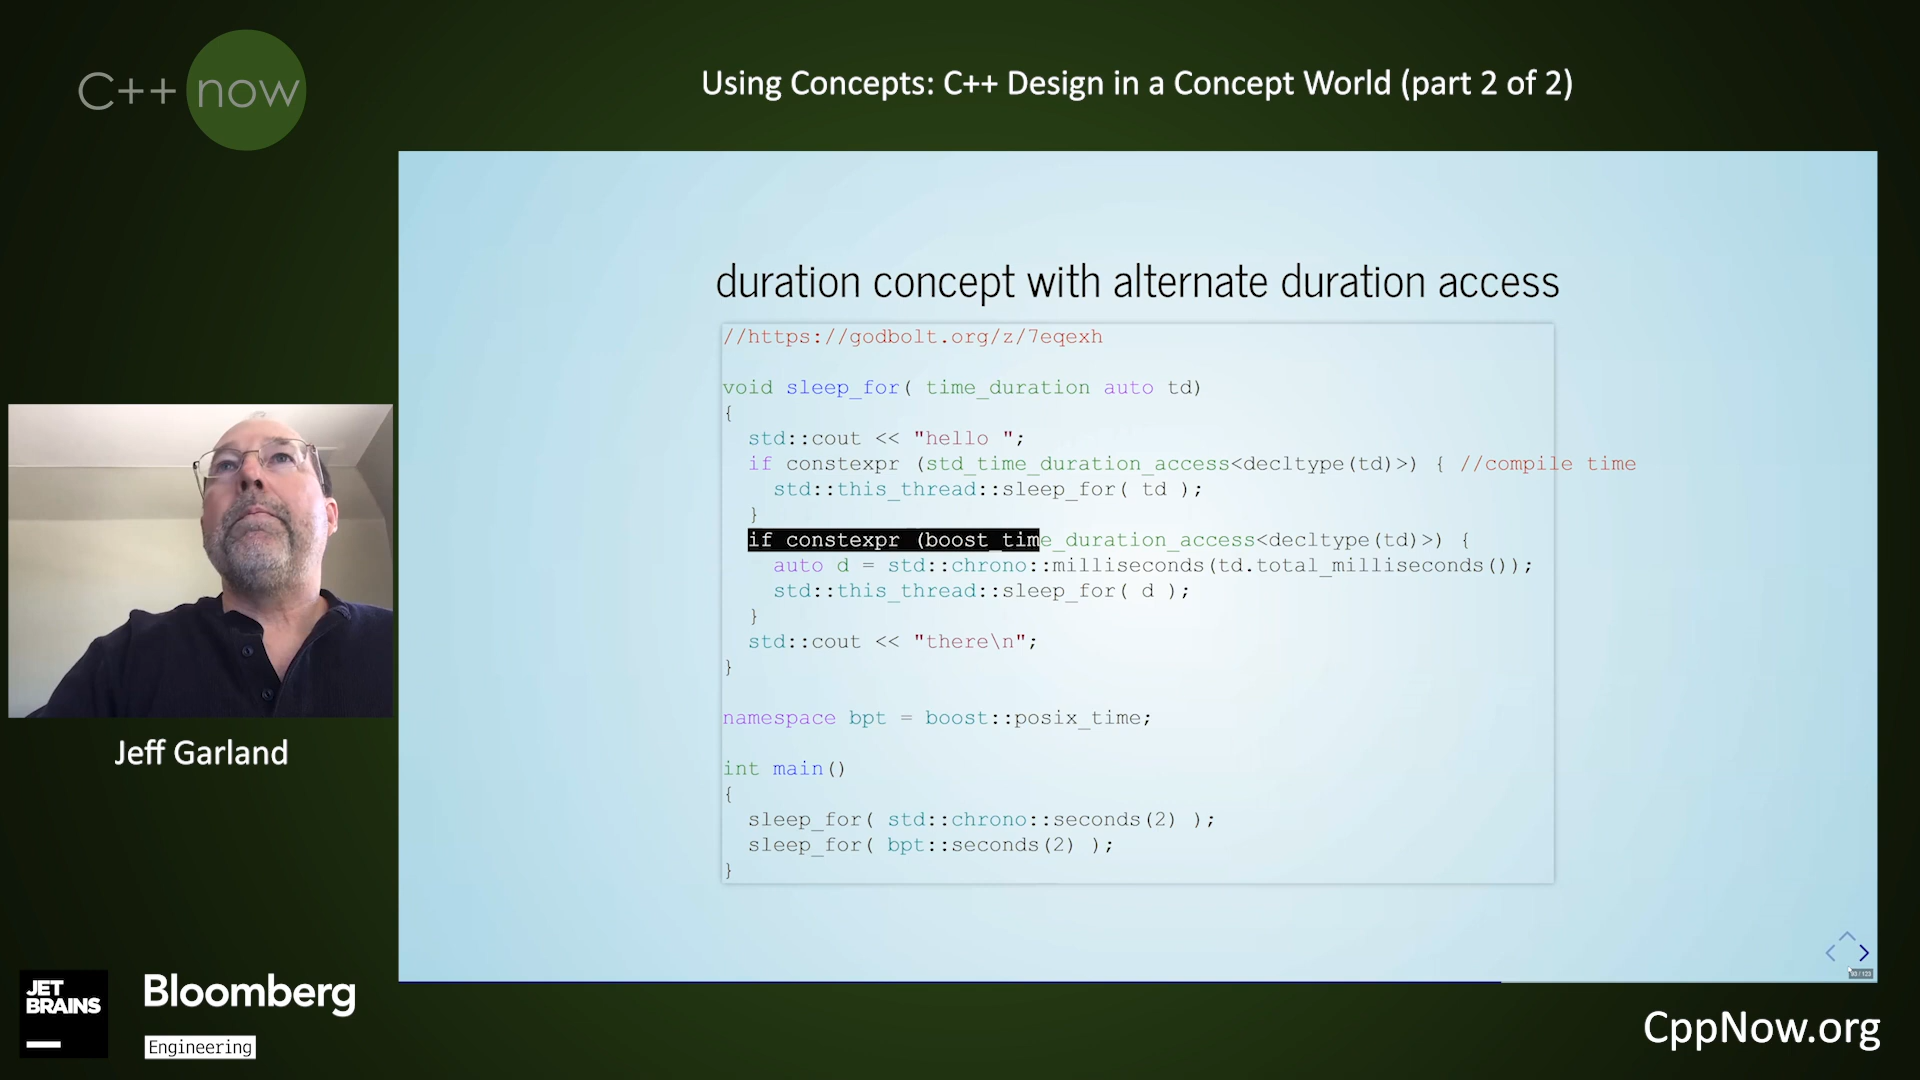 C++ now
Using Concepts: C++ Design in a Concept World (part 2 of 2)
duration concept with alternate duration access
//https://godbolt.org/z/7eqexh
void sleep_for( time_duration auto td)
{
  std::cout << "hello ";
  if constexpr (std_time_duration_access<decltype(td)>) { //compile time
    std::this_thread::sleep_for( td );
  }
  if constexpr (boost_time_duration_access<decltype(td)>) {
    auto d = std::chrono::milliseconds(td.total_milliseconds());
    std::this_thread::sleep_for( d );
  }
  std::cout << "there\n";
}
namespace bpt = boost::posix_time;
int main()
{
  sleep_for( std::chrono::seconds(2) );
  sleep_for( bpt::seconds(2) );
}
Jeff Garland
JET
BRAINS
Bloomberg
Engineering
CppNow.org